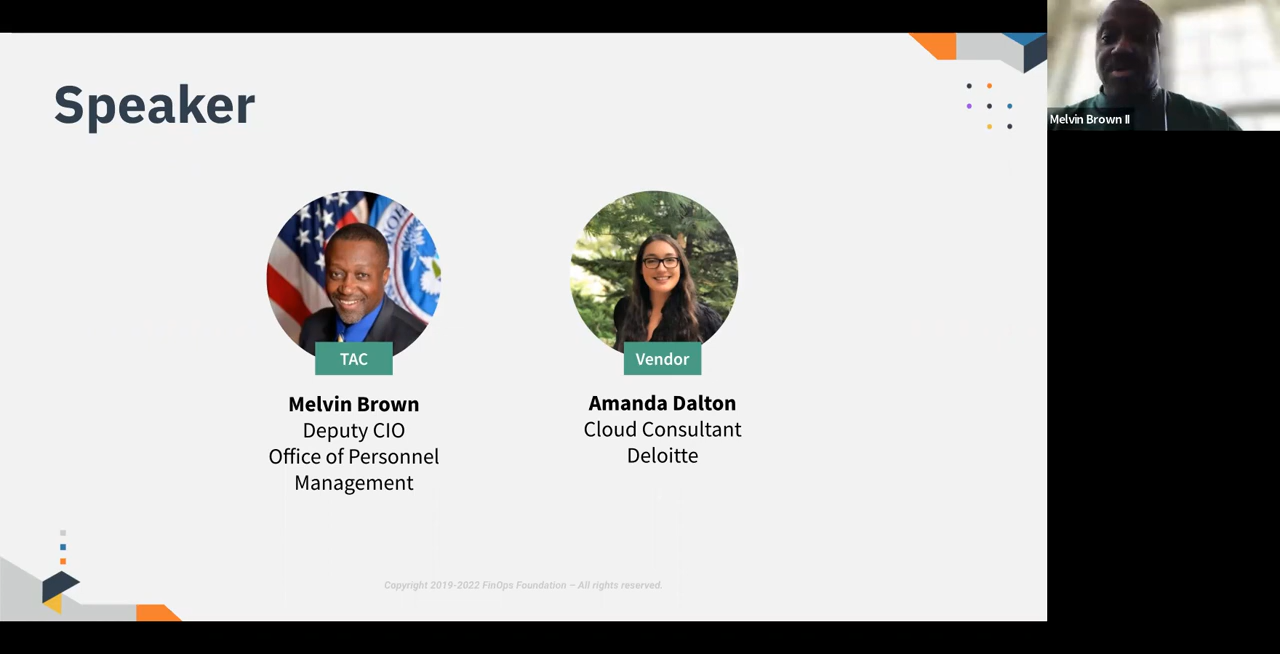 Speaker
Melvin Brown II
TAC
Melvin Brown
Deputy CIO
Office of Personnel
Management
Vendor
Amanda Dalton
Cloud Consultant
Deloitte
Copyright 2019-2022 FinOps Foundation – All rights reserved.